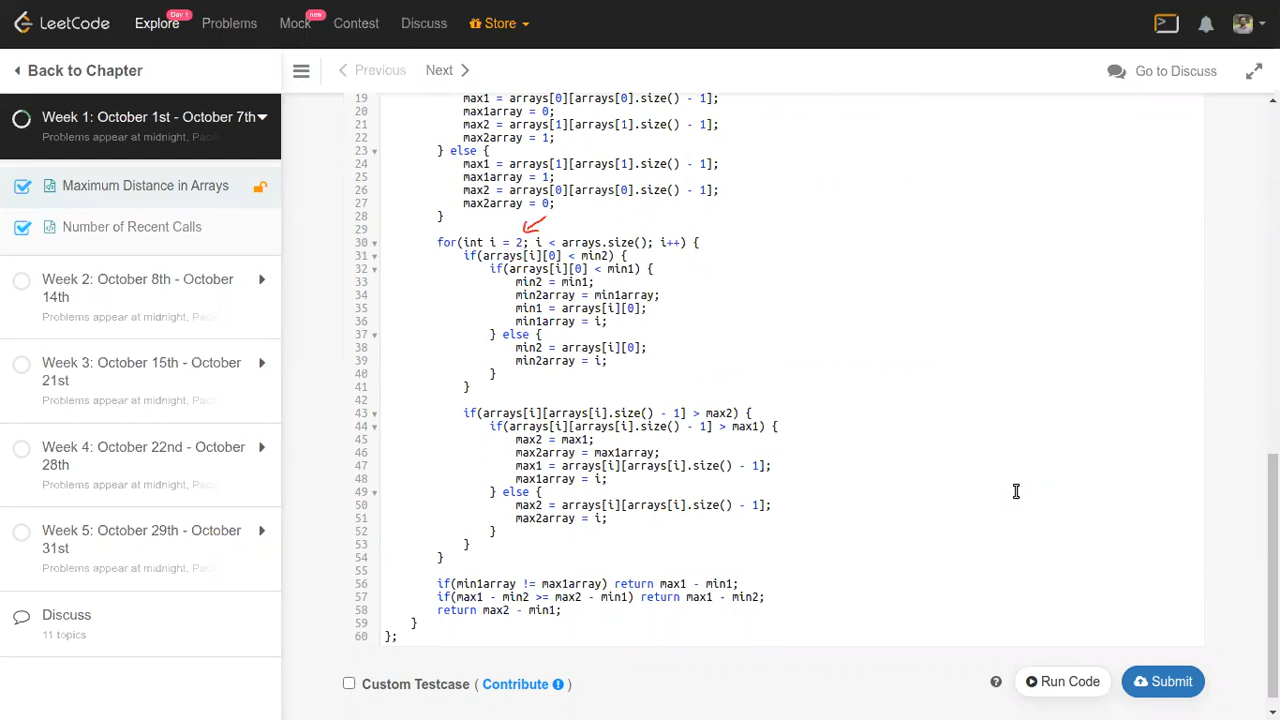 LeetCode
Explore
Day 1
Problems
Mock
new
Contest
Discuss
Store
Back to Chapter
Previous
Next
Go to Discuss
Week 1: October 1st - October 7th
Problems appear at midnight, Pacif
Maximum Distance in Arrays
Number of Recent Calls
Week 2: October 8th - October
14th
Problems appear at midnight, Pac
Week 3: October 15th - October
21st
Problems appear at midnight, Pac
Week 4: October 22nd - October
28th
Problems appear at midnight, Pac
Week 5: October 29th - October
31st
Problems appear at midnight, Pac
Discuss
11 topics
19 max1 = arrays[0][arrays[0].size() - 1];
20 max1array = 0;
21 max2 = arrays[1][arrays[1].size() - 1];
22 max2array = 1;
23 } else {
24 max1 = arrays[1][arrays[1].size() - 1];
25 max1array = 1;
26 max2 = arrays[0][arrays[0].size() - 1];
27 max2array = 0;
28 }
29
30 for(int i = 2; i < arrays.size(); i++) {
31 if(arrays[i][0] < min2) {
32 if(arrays[i][0] < min1) {
33 min2 = min1;
34 min2array = min1array;
35 min1 = arrays[i][0];
36 min1array = i;
37 } else {
38 min2 = arrays[i][0];
39 min2array = i;
40 }
41 }
42
43 if(arrays[i][arrays[i].size() - 1] > max2) {
44 if(arrays[i][arrays[i].size() - 1] > max1) {
45 max2 = max1;
46 max2array = max1array;
47 max1 = arrays[i][arrays[i].size() - 1];
48 max1array = i;
49 } else {
50 max2 = arrays[i][arrays[i].size() - 1];
51 max2array = i;
52 }
53 }
54 }
55
56 if(min1array != max1array) return max1 - min1;
57 if(max1 - min2 >= max2 - min1) return max1 - min2;
58 return max2 - min1;
59 }
60 };
Custom Testcase ( Contribute )
Run Code
Submit